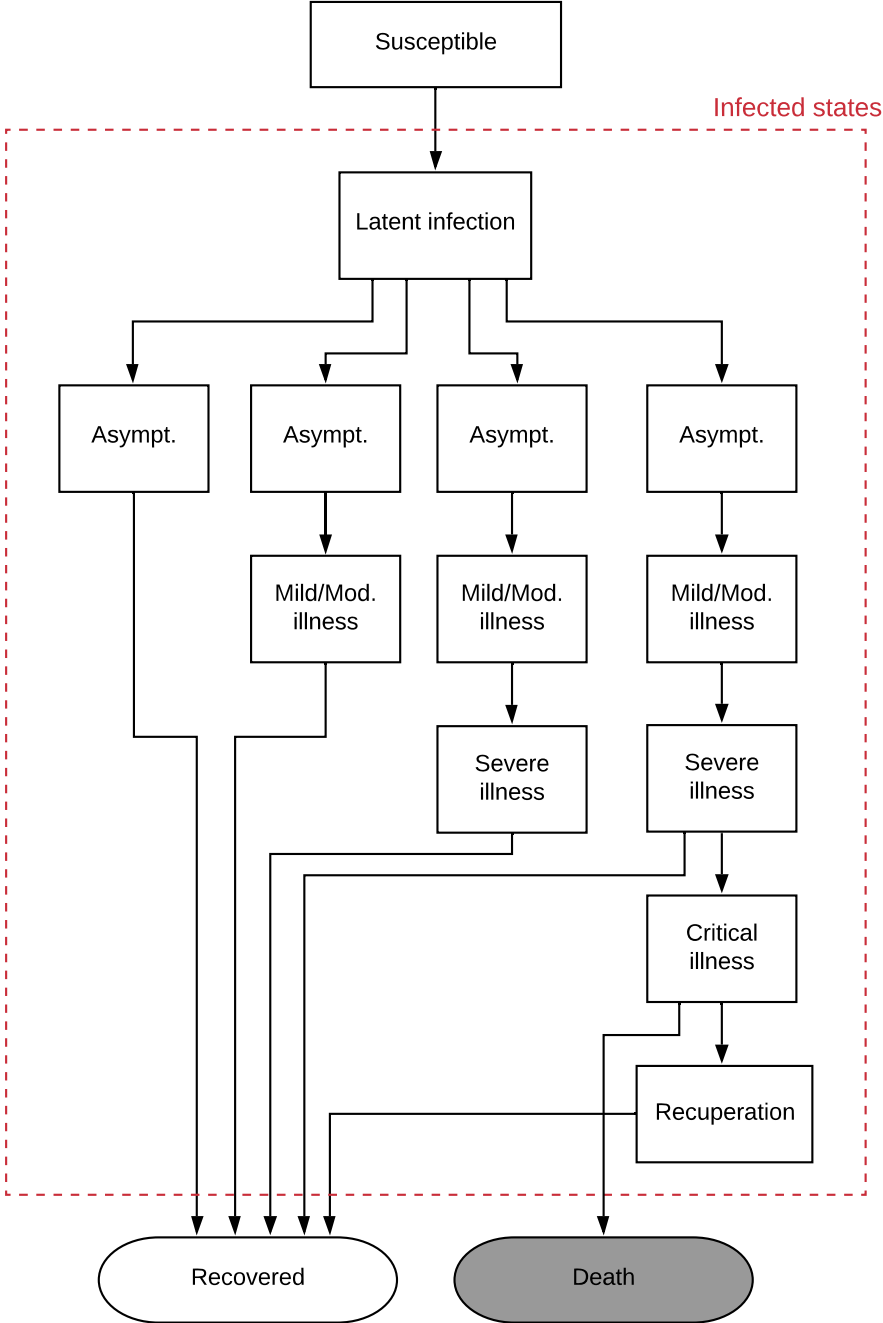 Susceptible
Infected states
Latent infection
Asympt.
Asympt.
Asympt.
Asympt.
Mild/Mod.
illness
Mild/Mod.
illness
Mild/Mod.
illness
Severe
illness
Severe
illness
Critical
illness
Recuperation
Recovered
Death